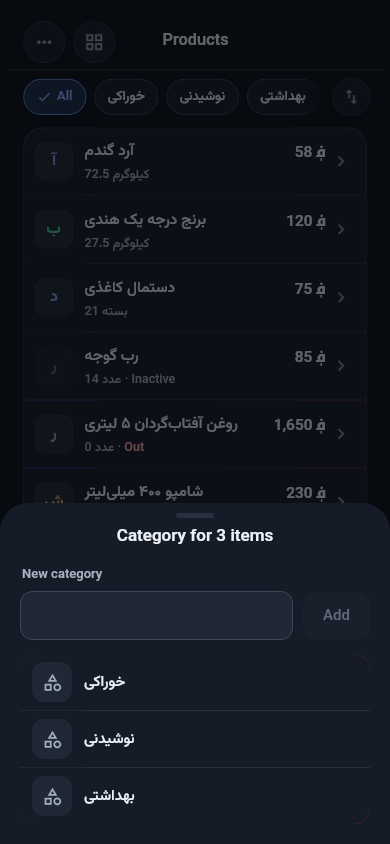 Products
All
خوراکی
نوشیدنی
بهداشتی
آ
آرد گندم
58 ؋
72.5 کیلوگرم
ب
برنج درجه یک هندی
120 ؋
27.5 کیلوگرم
د
دستمال کاغذی
75 ؋
21 بسته
ر
رب گوجه
85 ؋
14 عدد · Inactive
ر
روغن آفتاب‌گردان ۵ لیتری
1,650 ؋
0 عدد · Out
ش
شامپو ۴۰۰ میلی‌لیتر
230 ؋
Category for 3 items
New category
Add
خوراکی
نوشیدنی
بهداشتی